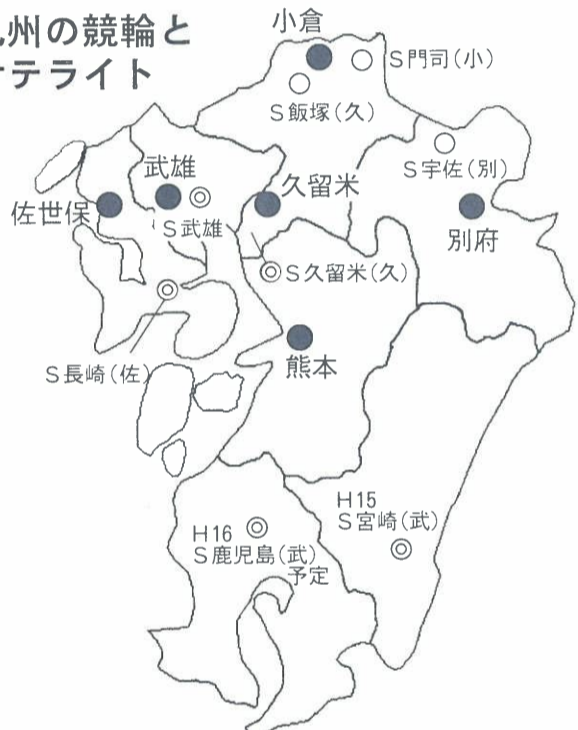 州の競輪と
テライト
小倉
S門司(小)
S飯塚(久)
S宇佐(別)
武雄
久留米
佐世保
S武雄
別府
S久留米(久)
熊本
S長崎(佐)
H15
S宮崎(武)
H16
S鹿児島(武)
予定